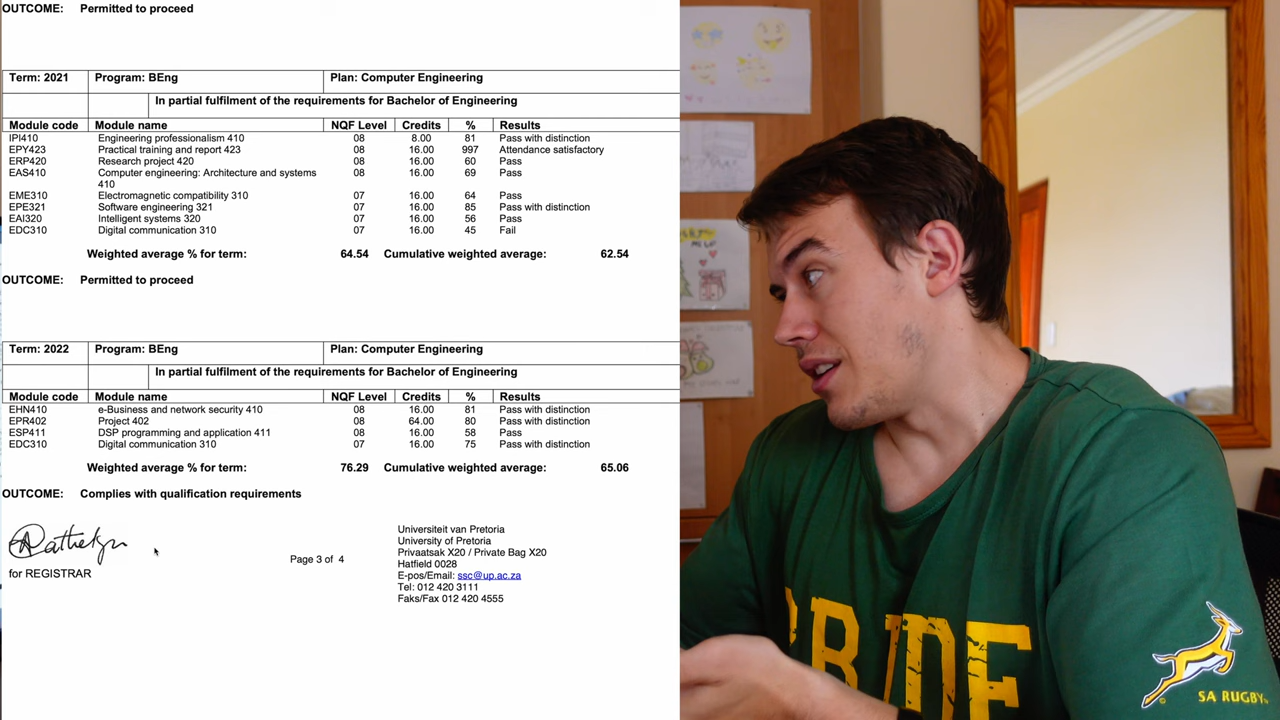 OUTCOME: Permitted to proceed
Term: 2021 Program: BEng Plan: Computer Engineering
In partial fulfilment of the requirements for Bachelor of Engineering
Module code Module name NQF Level Credits % Results
IPI410 Engineering professionalism 410 08 8.00 81 Pass with distinction
EPY423 Practical training and report 423 08 16.00 997 Attendance satisfactory
ERP420 Research project 420 08 16.00 60 Pass
EAS410 Computer engineering: Architecture and systems 08 16.00 69 Pass
410
EME310 Electromagnetic compatibility 310 07 16.00 64 Pass
EPE321 Software engineering 321 07 16.00 85 Pass with distinction
EAI320 Intelligent systems 320 07 16.00 56 Pass
EDC310 Digital communication 310 07 16.00 45 Fail
Weighted average % for term: 64.54 Cumulative weighted average: 62.54
OUTCOME: Permitted to proceed
Term: 2022 Program: BEng Plan: Computer Engineering
In partial fulfilment of the requirements for Bachelor of Engineering
Module code Module name NQF Level Credits % Results
EHN410 e-Business and network security 410 08 16.00 81 Pass with distinction
EPR402 Project 402 08 64.00 80 Pass with distinction
ESP411 DSP programming and application 411 08 16.00 58 Pass
EDC310 Digital communication 310 07 16.00 75 Pass with distinction
Weighted average % for term: 76.29 Cumulative weighted average: 65.06
OUTCOME: Complies with qualification requirements
for REGISTRAR
Page 3 of 4
Universiteit van Pretoria
University of Pretoria
Privaatsak X20 / Private Bag X20
Hatfield 0028
E-pos/Email: ssc@up.ac.za
Tel: 012 420 3111
Faks/Fax 012 420 4555
PRIDE
SA RUGBY